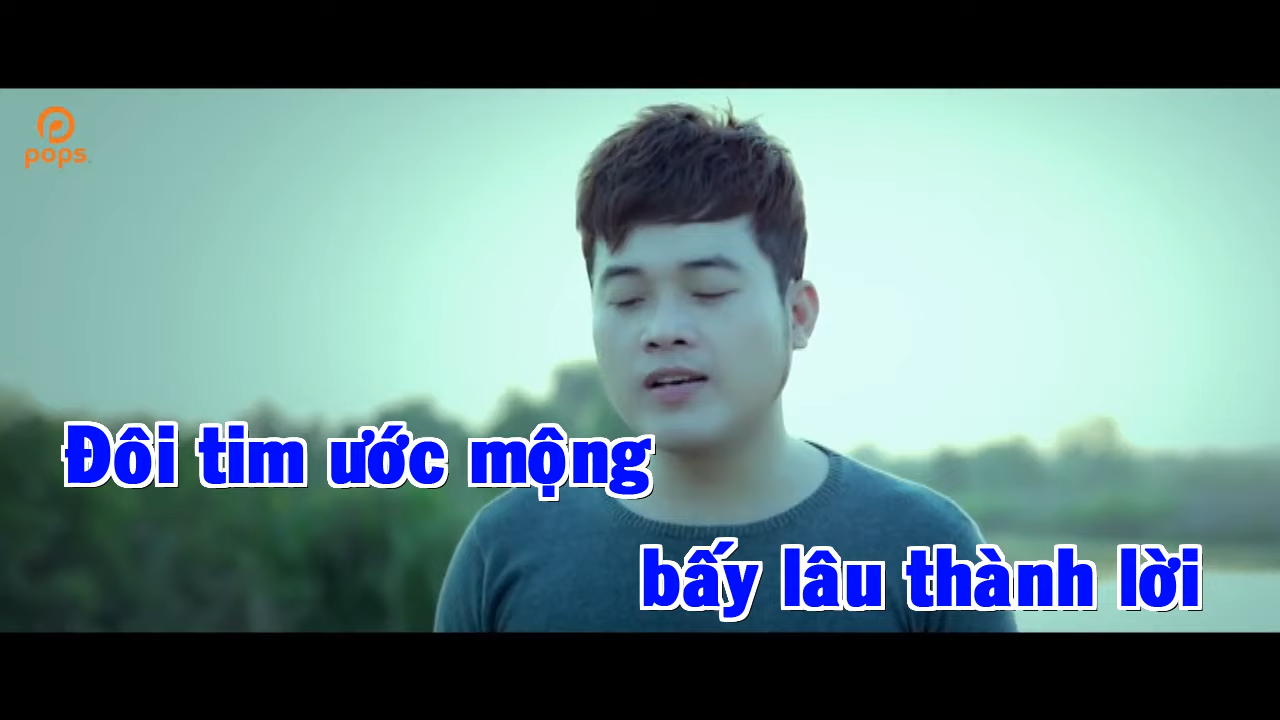 pops
Đôi tim ước mộng
bấy lâu thành lời